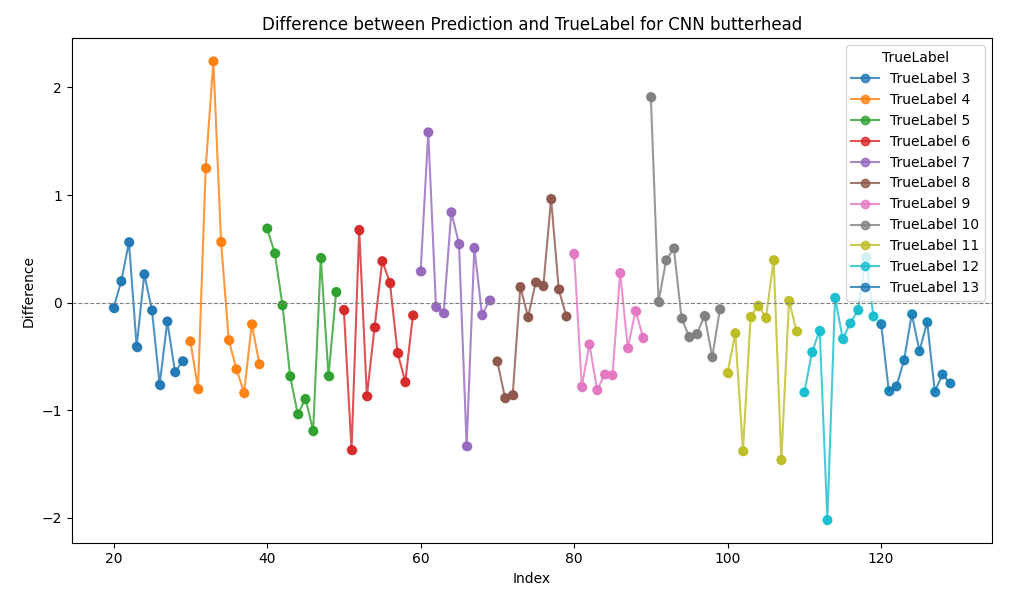 Difference between Prediction and TrueLabel for CNN butterhead
TrueLabel
TrueLabel 3
TrueLabel 4
TrueLabel 5
TrueLabel 6
TrueLabel 7
TrueLabel 8
TrueLabel 9
TrueLabel 10
TrueLabel 11
TrueLabel 12
TrueLabel 13
Difference
2
1
0
−1
−2
20 40 60 80 100 120
Index